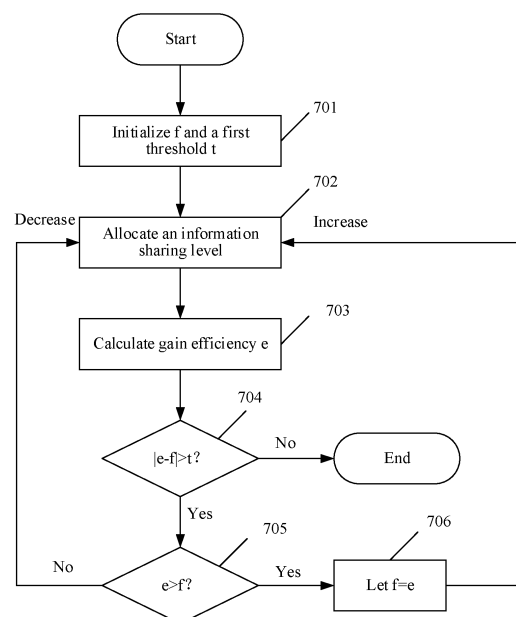 Start
701
Initialize f and a first
threshold t
702
Decrease
Increase
Allocate an information
sharing level
703
Calculate gain efficiency e
704
|e-f|>t?
No
End
Yes
705
706
No
e>f?
Yes
Let f=e